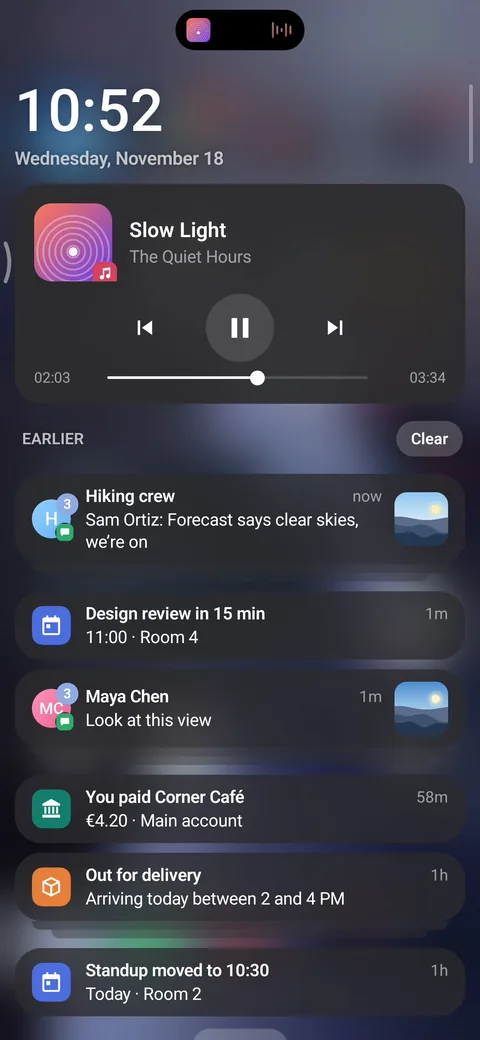 10:52
Wednesday, November 18
Slow Light
The Quiet Hours
02:03
03:34
EARLIER
Clear
H
3
Hiking crew
now
Sam Ortiz: Forecast says clear skies,
we’re on
Design review in 15 min
1m
11:00 · Room 4
MC
3
Maya Chen
1m
Look at this view
You paid Corner Café
58m
€4.20 · Main account
Out for delivery
1h
Arriving today between 2 and 4 PM
Standup moved to 10:30
1h
Today · Room 2